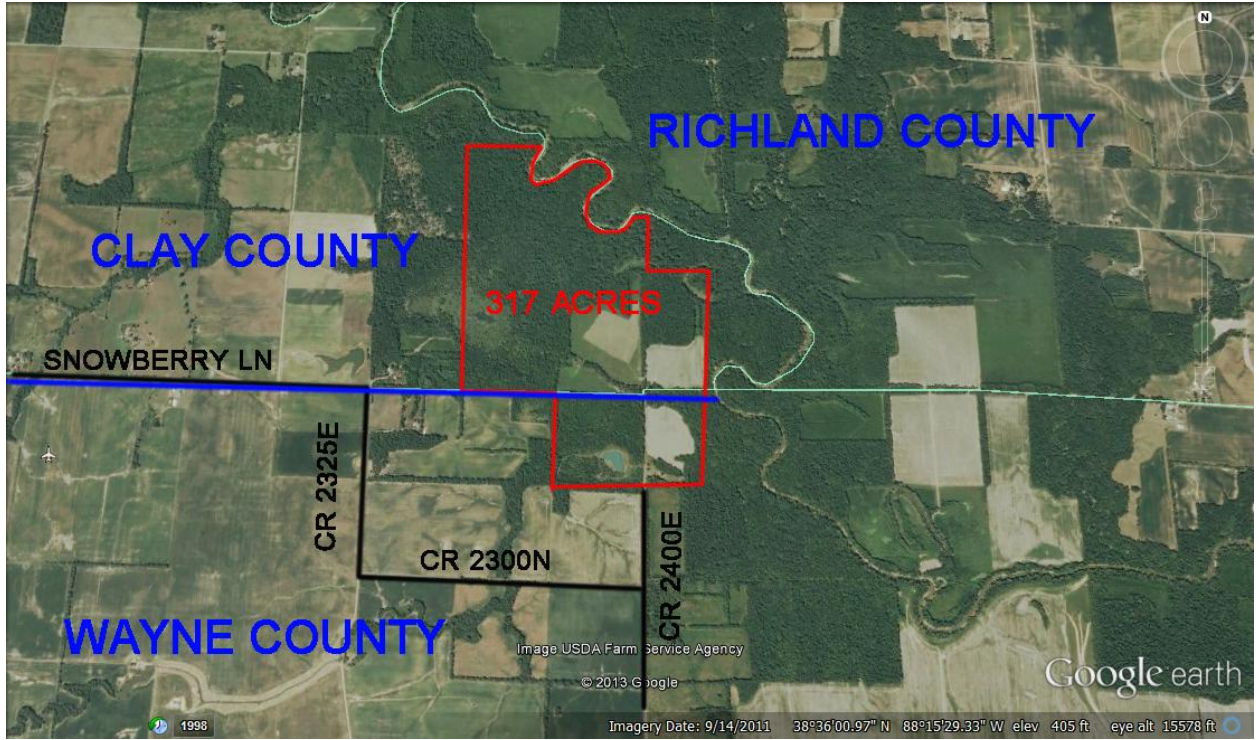 N
RICHLAND COUNTY
CLAY COUNTY
317 ACRES
SNOWBERRY LN
CR 2325E
CR 2300N
CR 2400E
WAYNE COUNTY
Image USDA Farm Service Agency
© 2013 Google
Google earth
1998
Imagery Date: 9/14/2011 38°36'00.97" N 88°15'29.33" W elev 405 ft eye alt 15578 ft